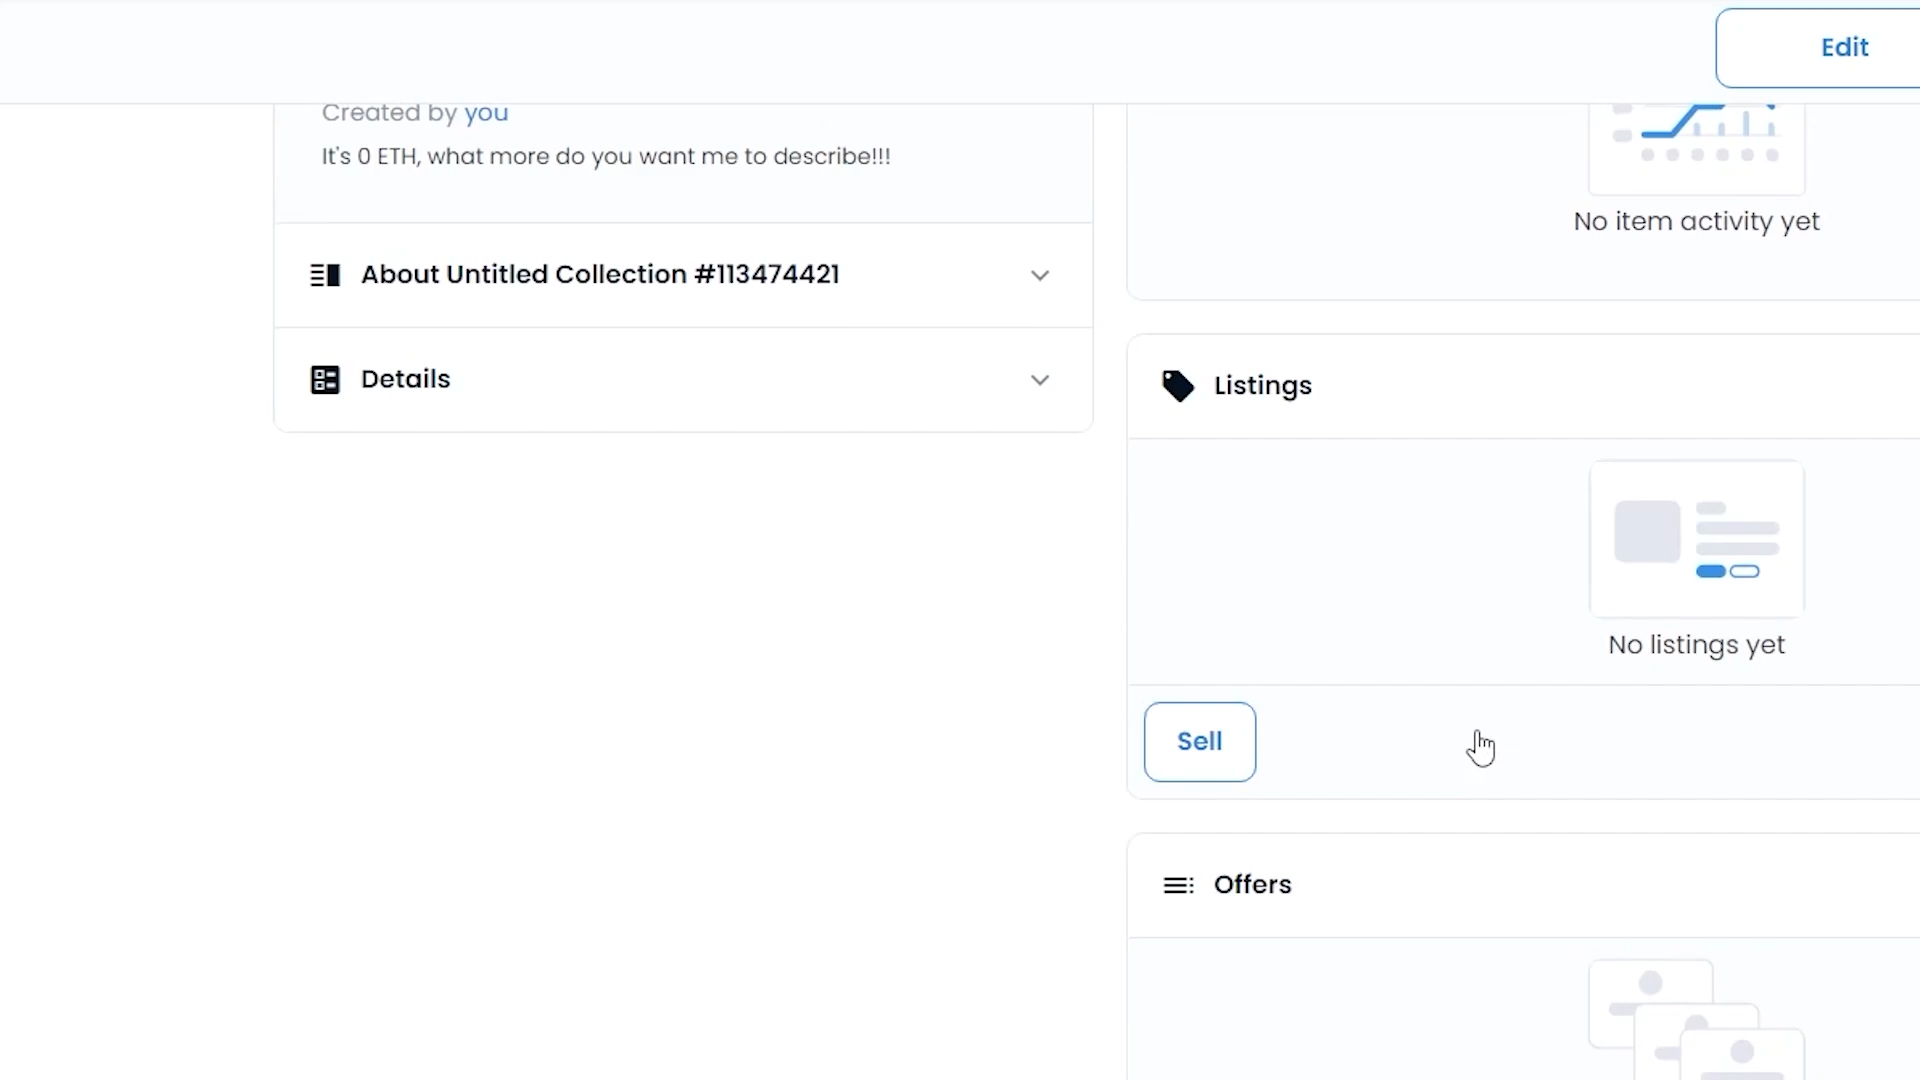 Edit
Created by you
It's 0 ETH, what more do you want me to describe!!!
About Untitled Collection #113474421
Details
No item activity yet
Listings
No listings yet
Sell
Offers